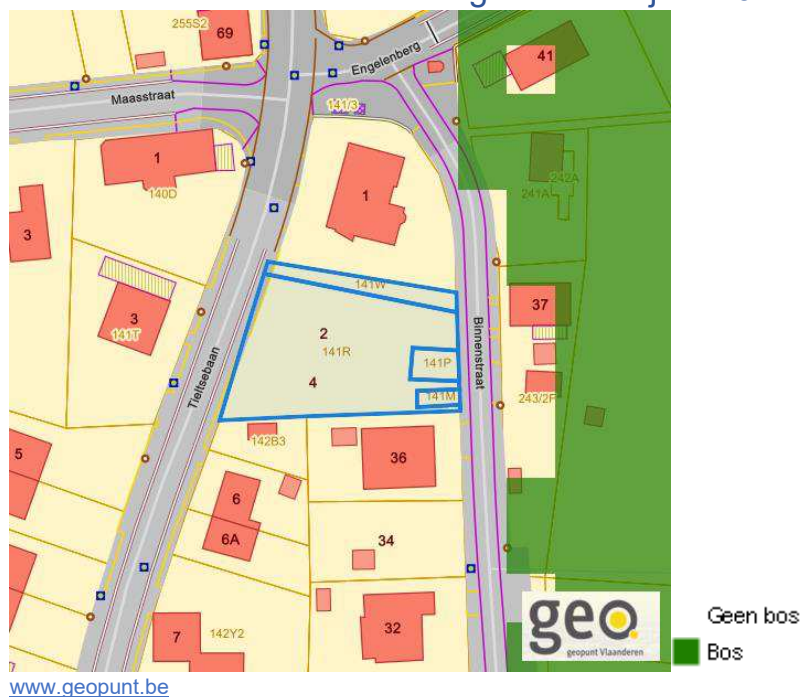 255S2
69
Engelenberg
41
Maasstraat
141/3
1
140D
1
242A
241A
3
141W
37
3
141T
2
141R
Binnenstraat
141P
4
Tieltsebaan
141M
243/2F
142B3
5
36
6
6A
34
7
142Y2
32
geo
geopunt Vlaanderen
Geen bos
Bos
www.geopunt.be